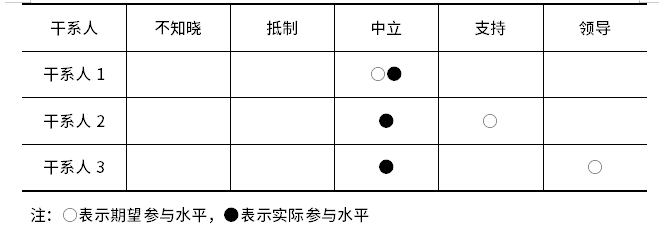 干系人 不知晓 抵制 中立 支持 领导
干系人 1 ○●
干系人 2 ● ○
干系人 3 ● ○
注：○表示期望参与水平，●表示实际参与水平